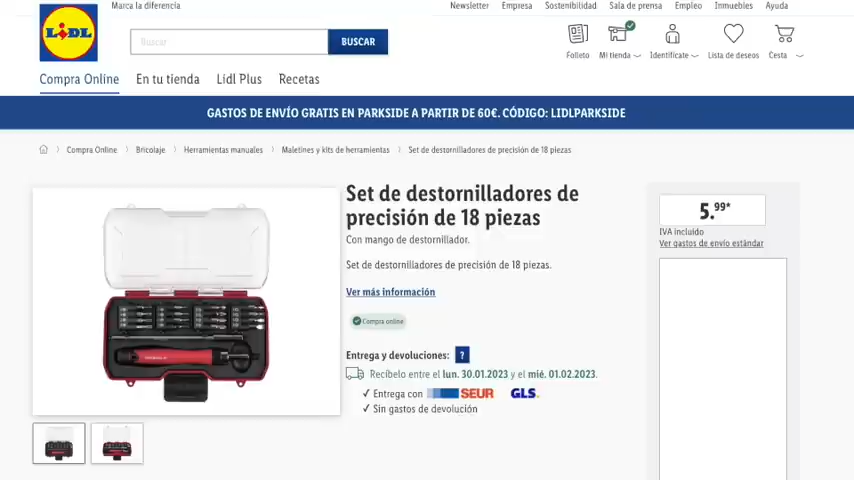 Marca la diferencia
Newsletter Empresa Sostenibilidad Sala de prensa Empleo Inmuebles Ayuda
LIDL
Buscar
BUSCAR
Folleto Mi tienda Identifícate Lista de deseos Cesta
Compra Online En tu tienda Lidl Plus Recetas
GASTOS DE ENVÍO GRATIS EN PARKSIDE A PARTIR DE 60€. CÓDIGO: LIDLPARKSIDE
Compra Online Bricolaje Herramientas manuales Maletines y kits de herramientas Set de destornilladores de precisión de 18 piezas
Set de destornilladores de
precisión de 18 piezas
Con mango de destornillador.
Set de destornilladores de precisión de 18 piezas.
Ver más información
Compra online
Entrega y devoluciones: ?
Recíbelo entre el lun. 30.01.2023 y el mié. 01.02.2023.
✓ Entrega con SEUR GLS.
✓ Sin gastos de devolución
5.99*
IVA incluido
Ver gastos de envío estándar